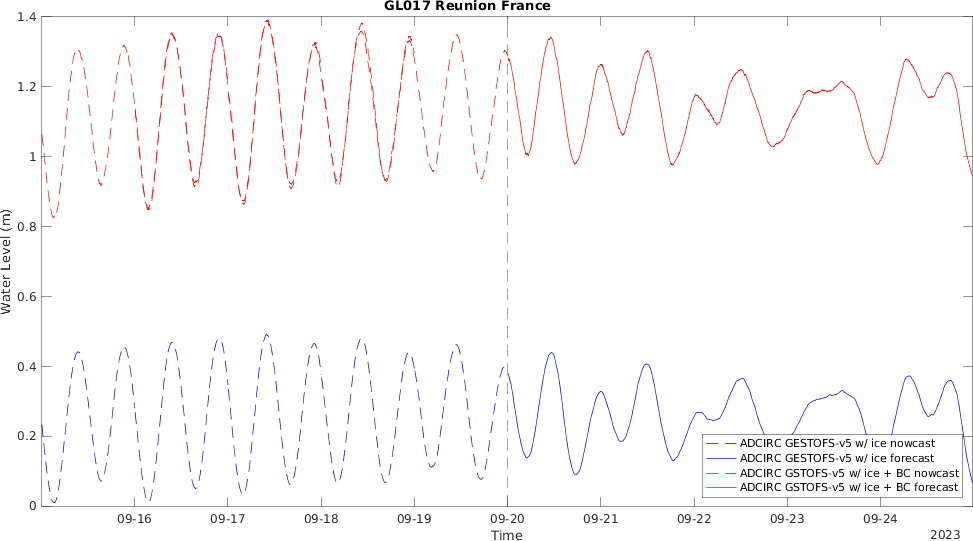 GL017 Reunion France
1.4
1.2
1
0.8
0.6
0.4
0.2
0
Water Level (m)
ADCIRC GESTOFS-v5 w/ ice nowcast
ADCIRC GESTOFS-v5 w/ ice forecast
ADCIRC GSTOFS-v5 w/ ice + BC nowcast
ADCIRC GSTOFS-v5 w/ ice + BC forecast
09-16 09-17 09-18 09-19 09-20 09-21 09-22 09-23 09-24
Time
2023